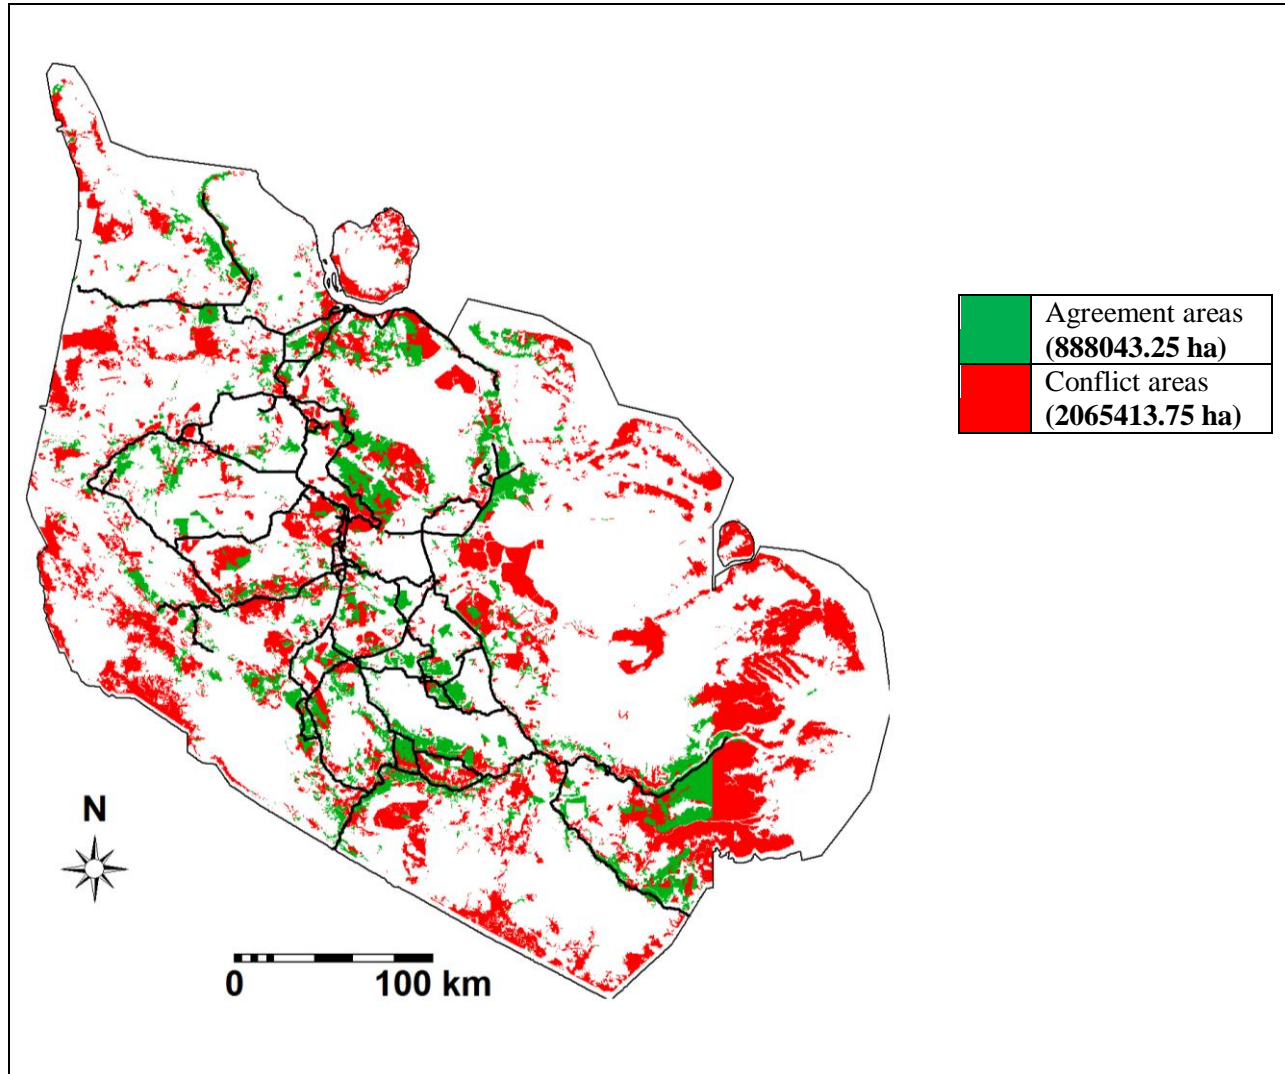 Agreement areas
(888043.25 ha)
Conflict areas
(2065413.75 ha)
N
0 100 km